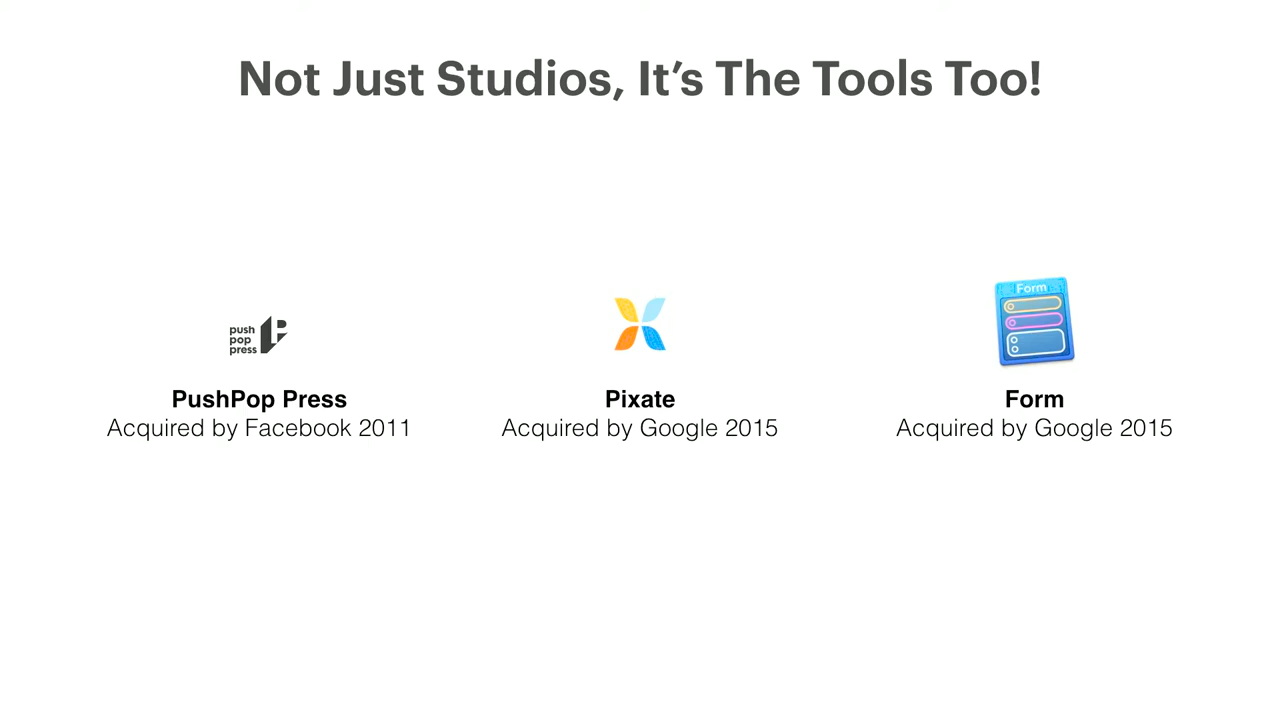 Not Just Studios, It’s The Tools Too!
push
pop
press
Form
PushPop Press
Acquired by Facebook 2011
Pixate
Acquired by Google 2015
Form
Acquired by Google 2015